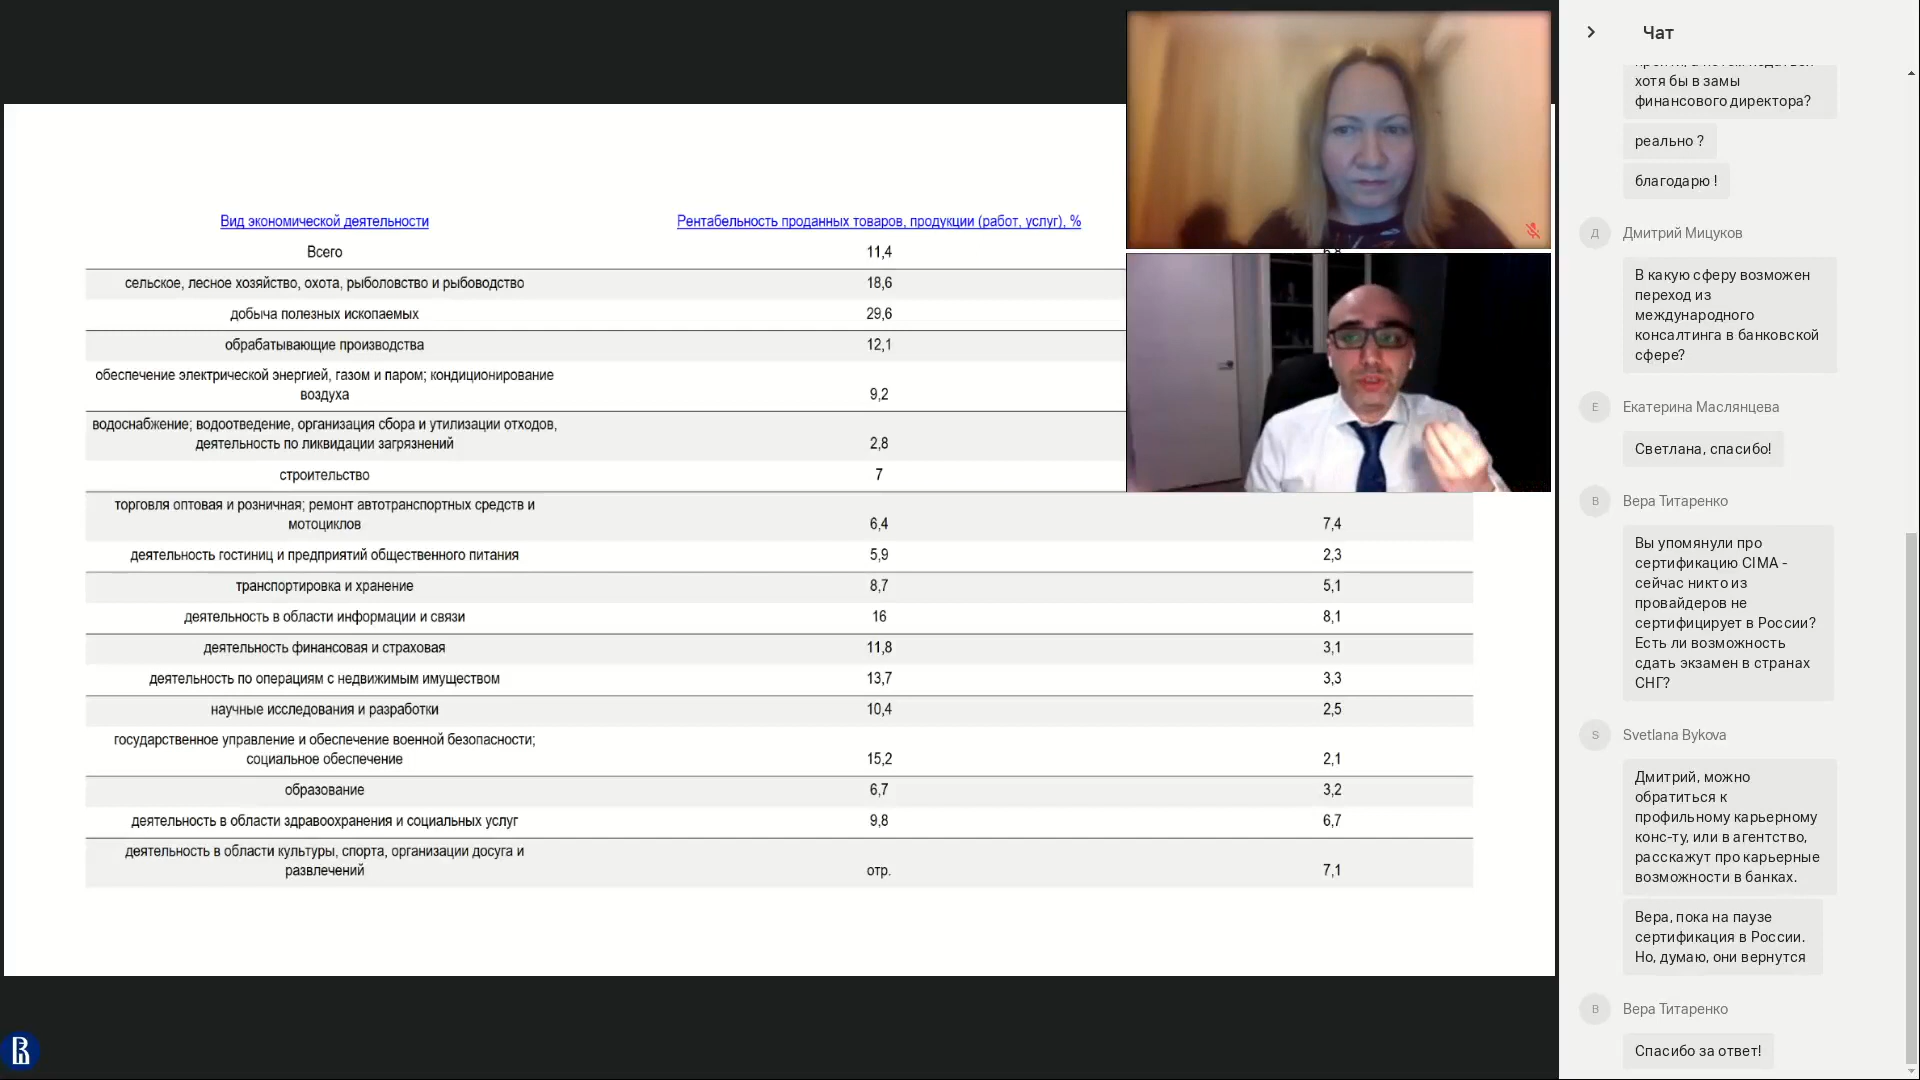 Вид экономической деятельности
Рентабельность проданных товаров, продукции (работ, услуг), %
Всего
11,4
сельское, лесное хозяйство, охота, рыболовство и рыбоводство
18,6
добыча полезных ископаемых
29,6
обрабатывающие производства
12,1
обеспечение электрической энергией, газом и паром; кондиционирование
воздуха
9,2
водоснабжение; водоотведение, организация сбора и утилизации отходов,
деятельность по ликвидации загрязнений
2,8
строительство
7
торговля оптовая и розничная; ремонт автотранспортных средств и
мотоциклов
6,4
7,4
деятельность гостиниц и предприятий общественного питания
5,9
2,3
транспортировка и хранение
8,7
5,1
деятельность в области информации и связи
16
8,1
деятельность финансовая и страховая
11,8
3,1
деятельность по операциям с недвижимым имуществом
13,7
3,3
научные исследования и разработки
10,4
2,5
государственное управление и обеспечение военной безопасности;
социальное обеспечение
15,2
2,1
образование
6,7
3,2
деятельность в области здравоохранения и социальных услуг
9,8
6,7
деятельность в области культуры, спорта, организации досуга и
развлечений
отр.
7,1
Чат
хотя бы в замы
финансового директора?
реально ?
благодарю !
Д
Дмитрий Мицуков
В какую сферу возможен
переход из
международного
консалтинга в банковской
сфере?
Е
Екатерина Маслянцева
Светлана, спасибо!
В
Вера Титаренко
Вы упомянули про
сертификацию CIMA -
сейчас никто из
провайдеров не
сертифицирует в России?
Есть ли возможность
сдать экзамен в странах
СНГ?
S
Svetlana Bykova
Дмитрий, можно
обратиться к
профильному карьерному
конс-ту, или в агентство,
расскажут про карьерные
возможности в банках.
Вера, пока на паузе
сертификация в России.
Но, думаю, они вернутся
В
Вера Титаренко
Спасибо за ответ!